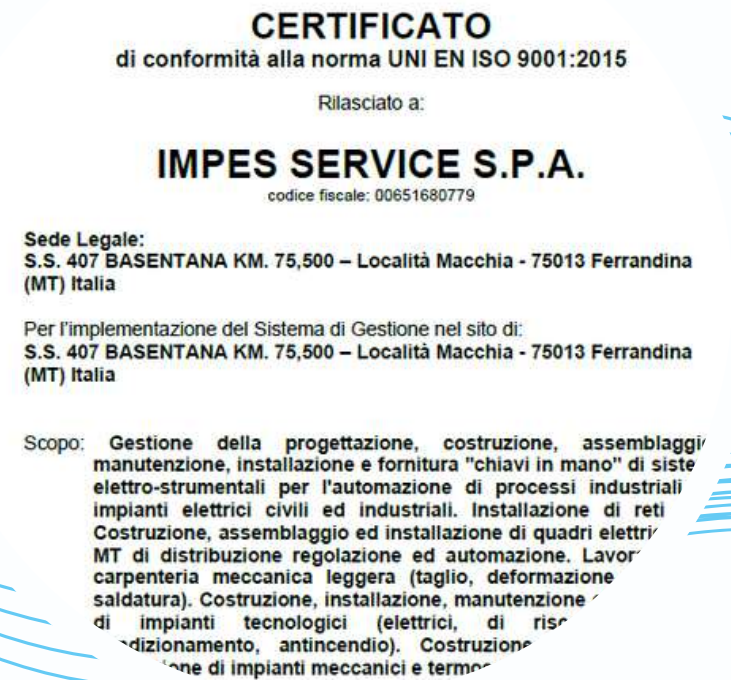 CERTIFICATO
di conformità alla norma UNI EN ISO 9001:2015
Rilasciato a:
IMPES SERVICE S.P.A.
codice fiscale: 00651680779
Sede Legale:
S.S. 407 BASENTANA KM. 75,500 – Località Macchia - 75013 Ferrandina
(MT) Italia
Per l'implementazione del Sistema di Gestione nel sito di:
S.S. 407 BASENTANA KM. 75,500 – Località Macchia - 75013 Ferrandina
(MT) Italia
Scopo: Gestione della progettazione, costruzione,
manutenzione, installazione e fornitura "chiavi in mano" di
elettro-strumentali per l'automazione di processi industriali
impianti elettrici civili ed industriali. Installazione di reti
Costruzione, assemblaggio ed installazione di quadri
MT di distribuzione regolazione ed automazione.
carpenteria meccanica leggera (taglio, deformazione
saldatura). Costruzione, installazione, manutenzione
di impianti tecnologici (elettrici, di
antincendio). Costruzione
di impianti meccanici e